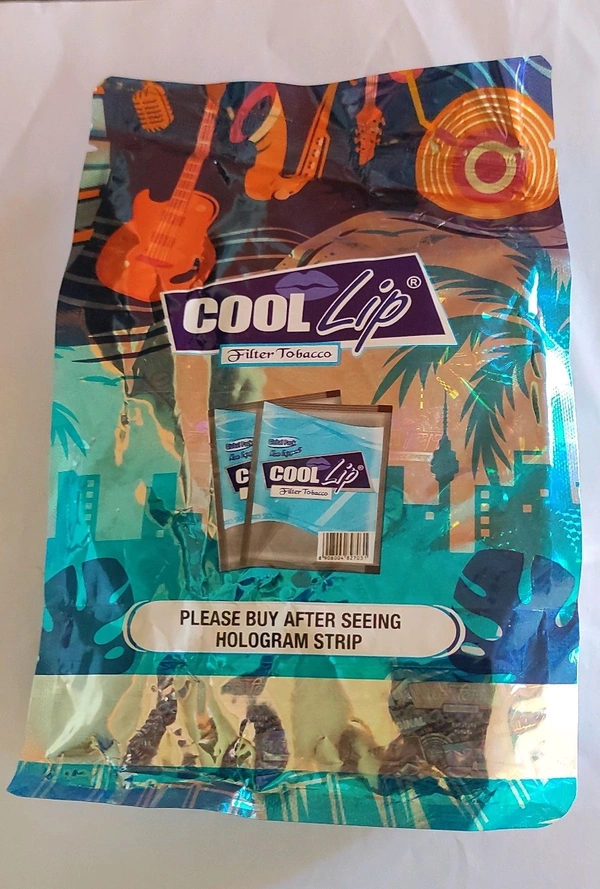 COOL Lip®
Filter Tobacco
COOL Lip®
Filter Tobacco
PLEASE BUY AFTER SEEING
HOLOGRAM STRIP